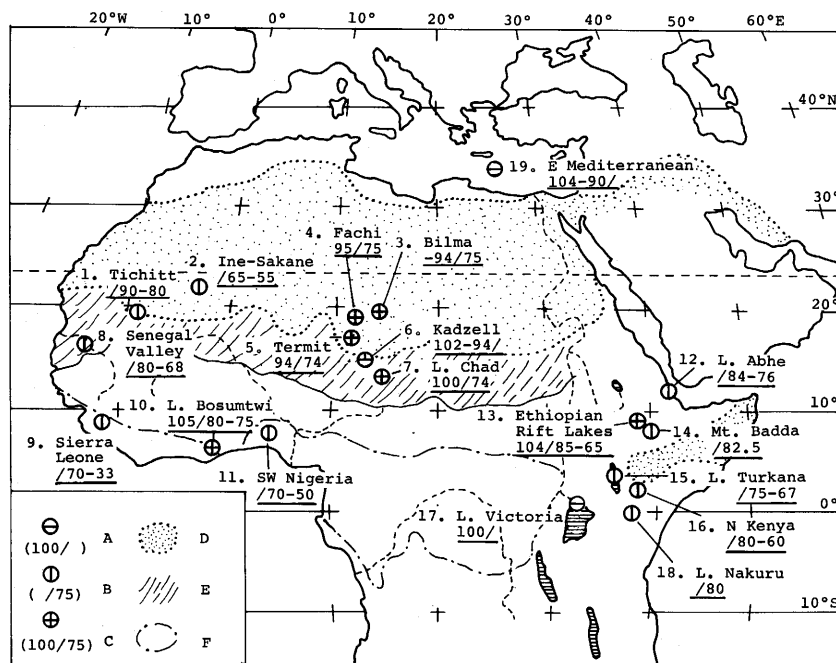 20°W 10°W 0° 10°E 20°E 30°E 40°E 50°E 60°E
40°N
19. E Mediterranean
104-90/
30°N
4. Fachi
95/75
3. Bilma
-94/75
2. Ine-Sakane
/65-55
1. Tichitt
/90-80
20°N
8. Senegal
Valley
/80-68
5. Termit
94/74
6. Kadzell
102-94/
7. L. Chad
100/74
12. L. Abhe
/84-76
10°N
10. L. Bosumtwi
105/80-75
13. Ethiopian
Rift Lakes
104/85-65
14. Mt. Badda
/82.5
9. Sierra
Leone
/70-33
11. SW Nigeria
/70-50
15. L. Turkana
/75-67
0°
16. N Kenya
/80-60
17. L. Victoria
100/
18. L. Nakuru
/80
10°S
(100/ ) A D
( /75) B E
(100/75) C F